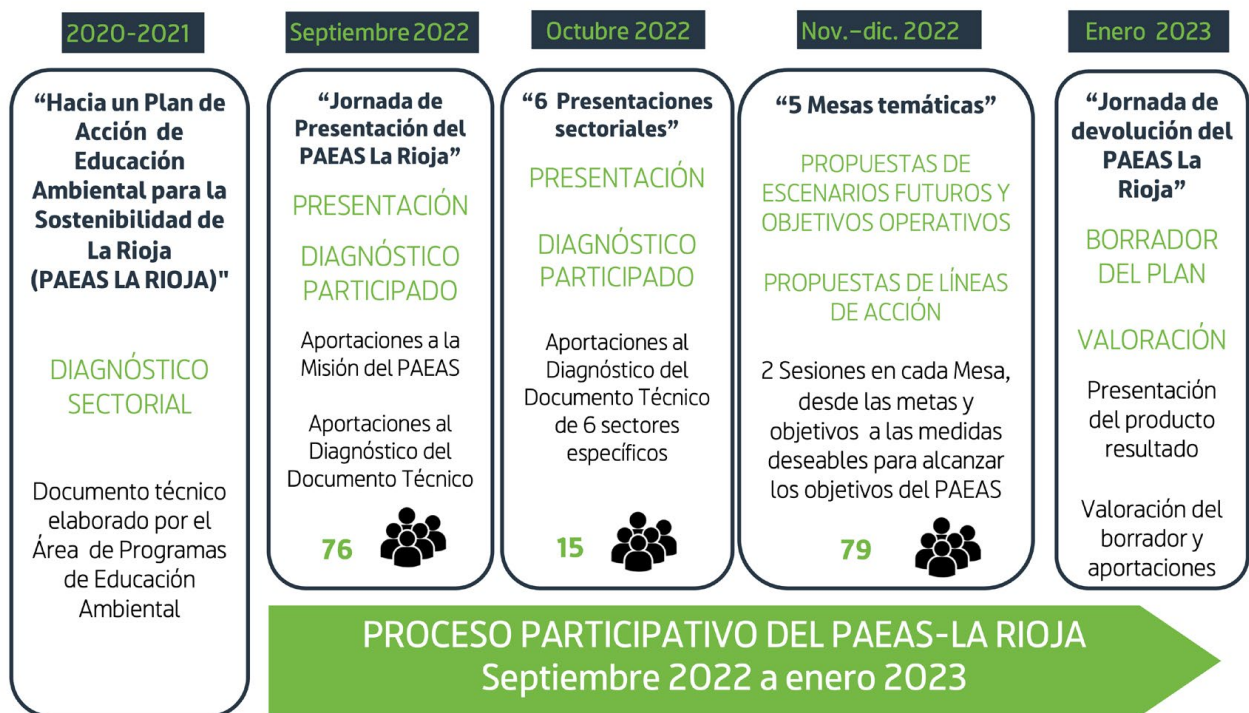 2020-2021
“Hacia un Plan de
Acción de
Educación
Ambiental para la
Sostenibilidad de
La Rioja
(PAEAS LA RIOJA)"
DIAGNÓSTICO
SECTORIAL
Documento técnico
elaborado por el
Área de Programas
de Educación
Ambiental
Septiembre 2022
“Jornada de
Presentación del
PAEAS La Rioja”
PRESENTACIÓN
DIAGNÓSTICO
PARTICIPADO
Aportaciones a la
Misión del PAEAS
Aportaciones al
Diagnóstico del
Documento Técnico
76
Octubre 2022
“6 Presentaciones
sectoriales”
PRESENTACIÓN
DIAGNÓSTICO
PARTICIPADO
Aportaciones al
Diagnóstico del
Documento Técnico
de 6 sectores
específicos
15
Nov.–dic. 2022
“5 Mesas temáticas”
PROPUESTAS DE
ESCENARIOS FUTUROS Y
OBJETIVOS OPERATIVOS
PROPUESTAS DE LÍNEAS
DE ACCIÓN
2 Sesiones en cada Mesa,
desde las metas y
objetivos a las medidas
deseables para alcanzar
los objetivos del PAEAS
79
Enero 2023
“Jornada de
devolución del
PAEAS La
Rioja”
BORRADOR
DEL PLAN
VALORACIÓN
Presentación
del producto
resultado
Valoración del
borrador y
aportaciones
PROCESO PARTICIPATIVO DEL PAEAS-LA RIOJA
Septiembre 2022 a enero 2023